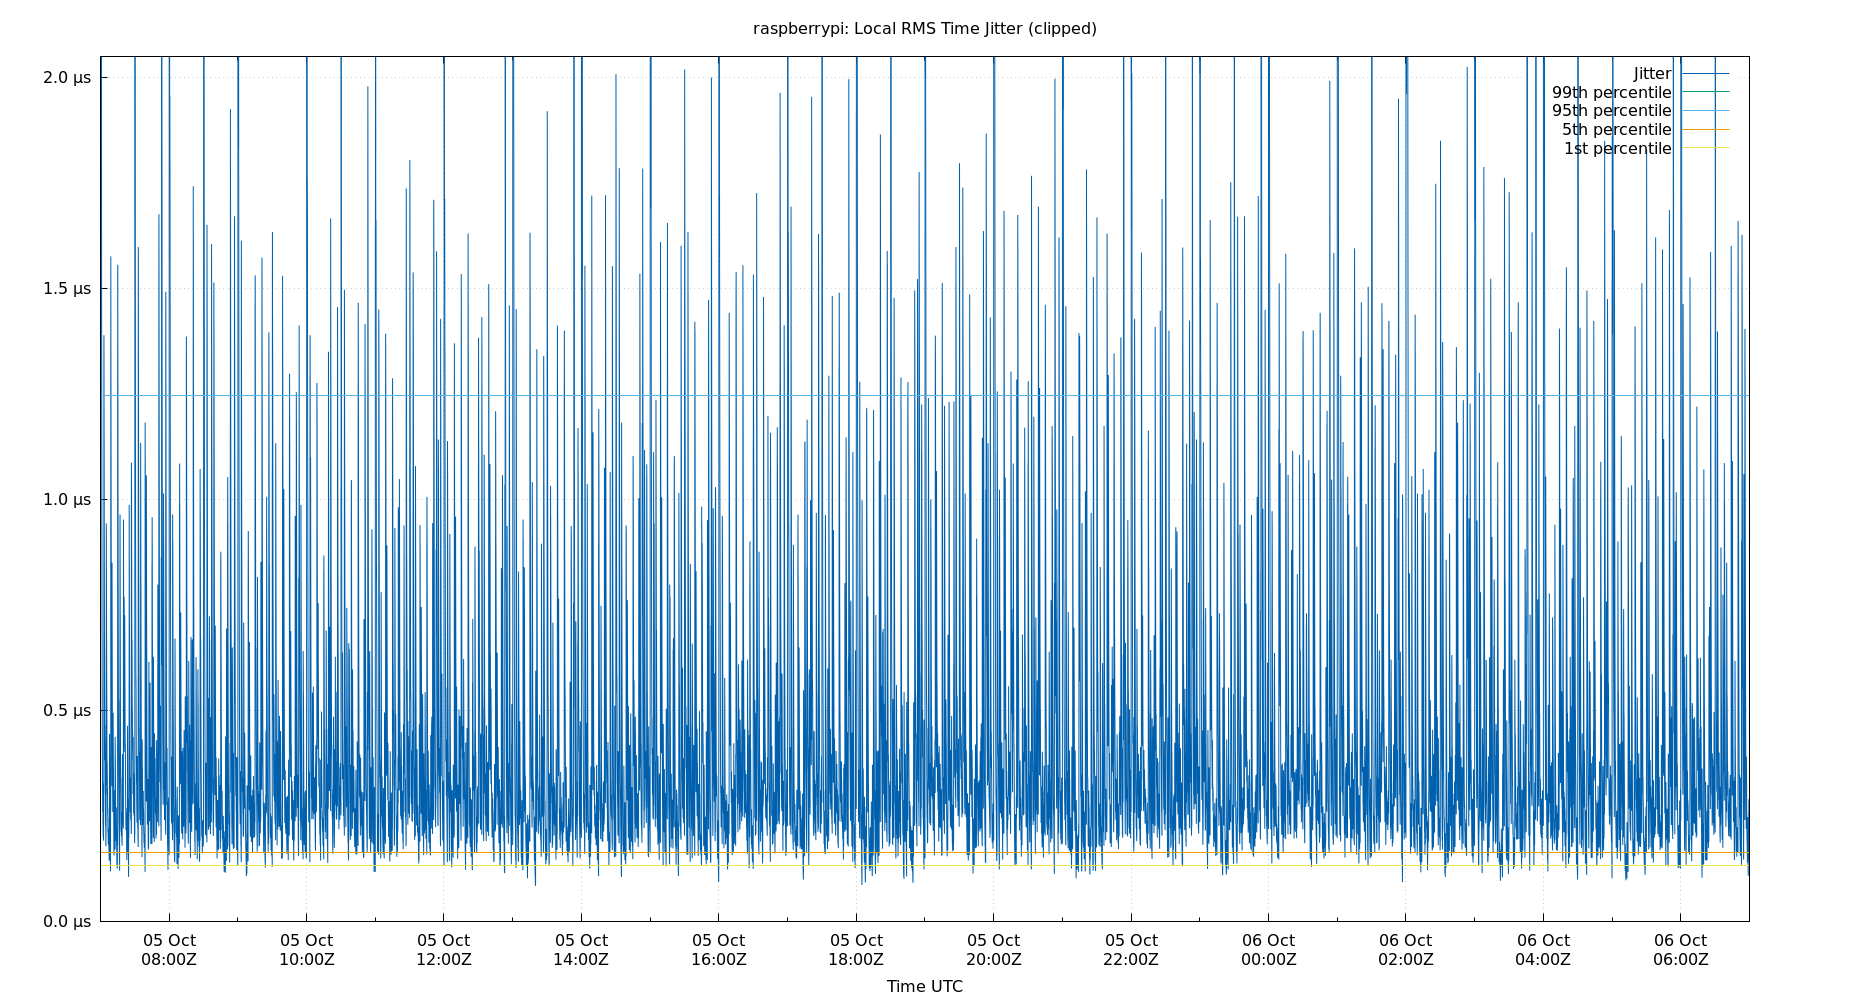 raspberrypi: Local RMS Time Jitter (clipped)
2.0 µs
1.5 µs
1.0 µs
0.5 µs
0.0 µs
Jitter
99th percentile
95th percentile
5th percentile
1st percentile
05 Oct
08:00Z
05 Oct
10:00Z
05 Oct
12:00Z
05 Oct
14:00Z
05 Oct
16:00Z
05 Oct
18:00Z
05 Oct
20:00Z
05 Oct
22:00Z
06 Oct
00:00Z
06 Oct
02:00Z
06 Oct
04:00Z
06 Oct
06:00Z
Time UTC